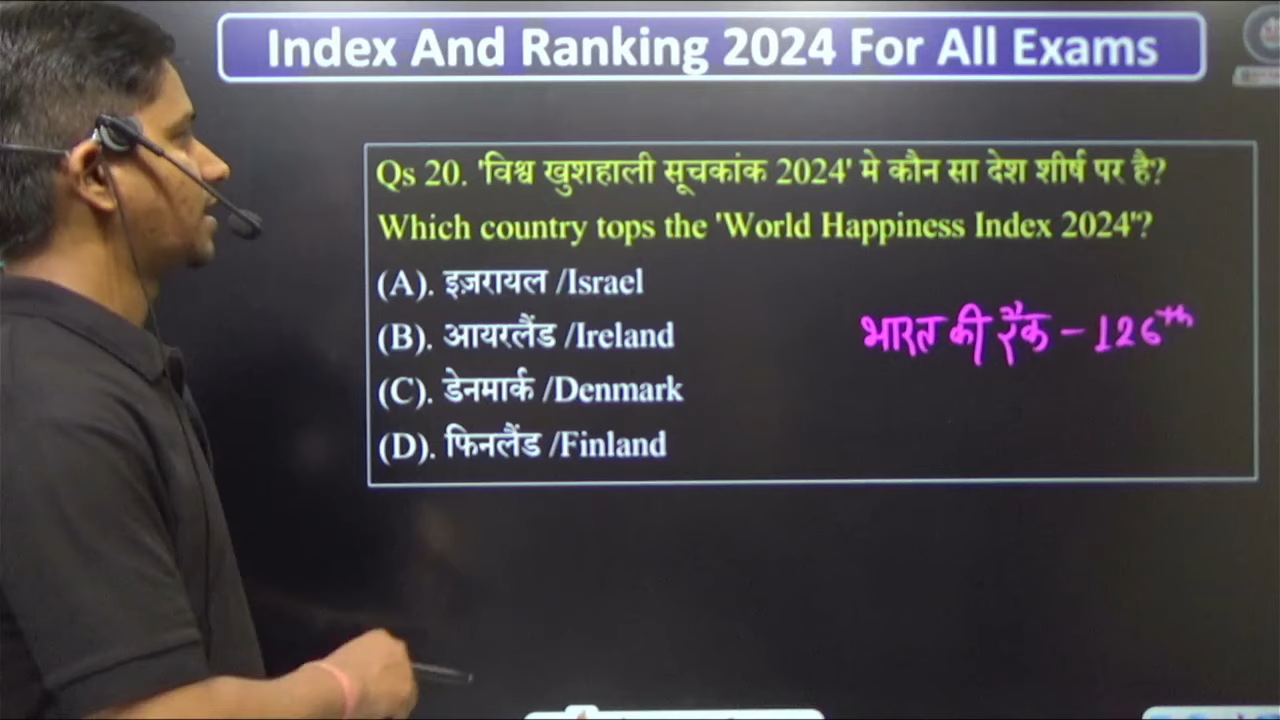 Index And Ranking 2024 For All Exams
Qs 20. 'विश्व खुशहाली सूचकांक 2024' मे कौन सा देश शीर्ष पर है?
Which country tops the 'World Happiness Index 2024'?
(A). इज़रायल /Israel
(B). आयरलैंड /Ireland
भारत की रैंक - 126th
(C). डेनमार्क /Denmark
(D). फिनलैंड /Finland